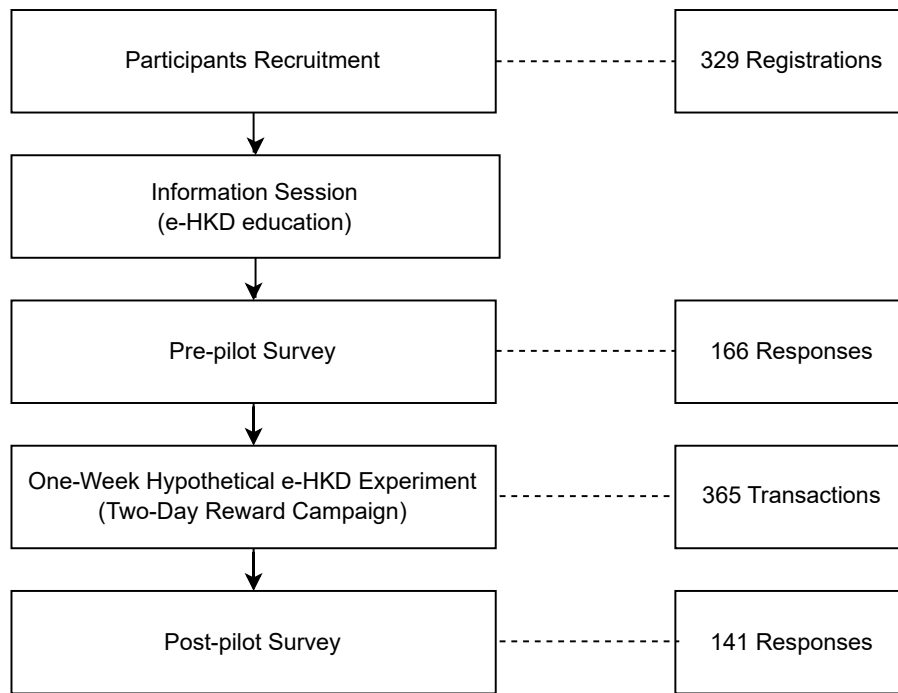 Participants Recruitment
329 Registrations
Information Session
(e-HKD education)
Pre-pilot Survey
166 Responses
One-Week Hypothetical e-HKD Experiment
(Two-Day Reward Campaign)
365 Transactions
Post-pilot Survey
141 Responses